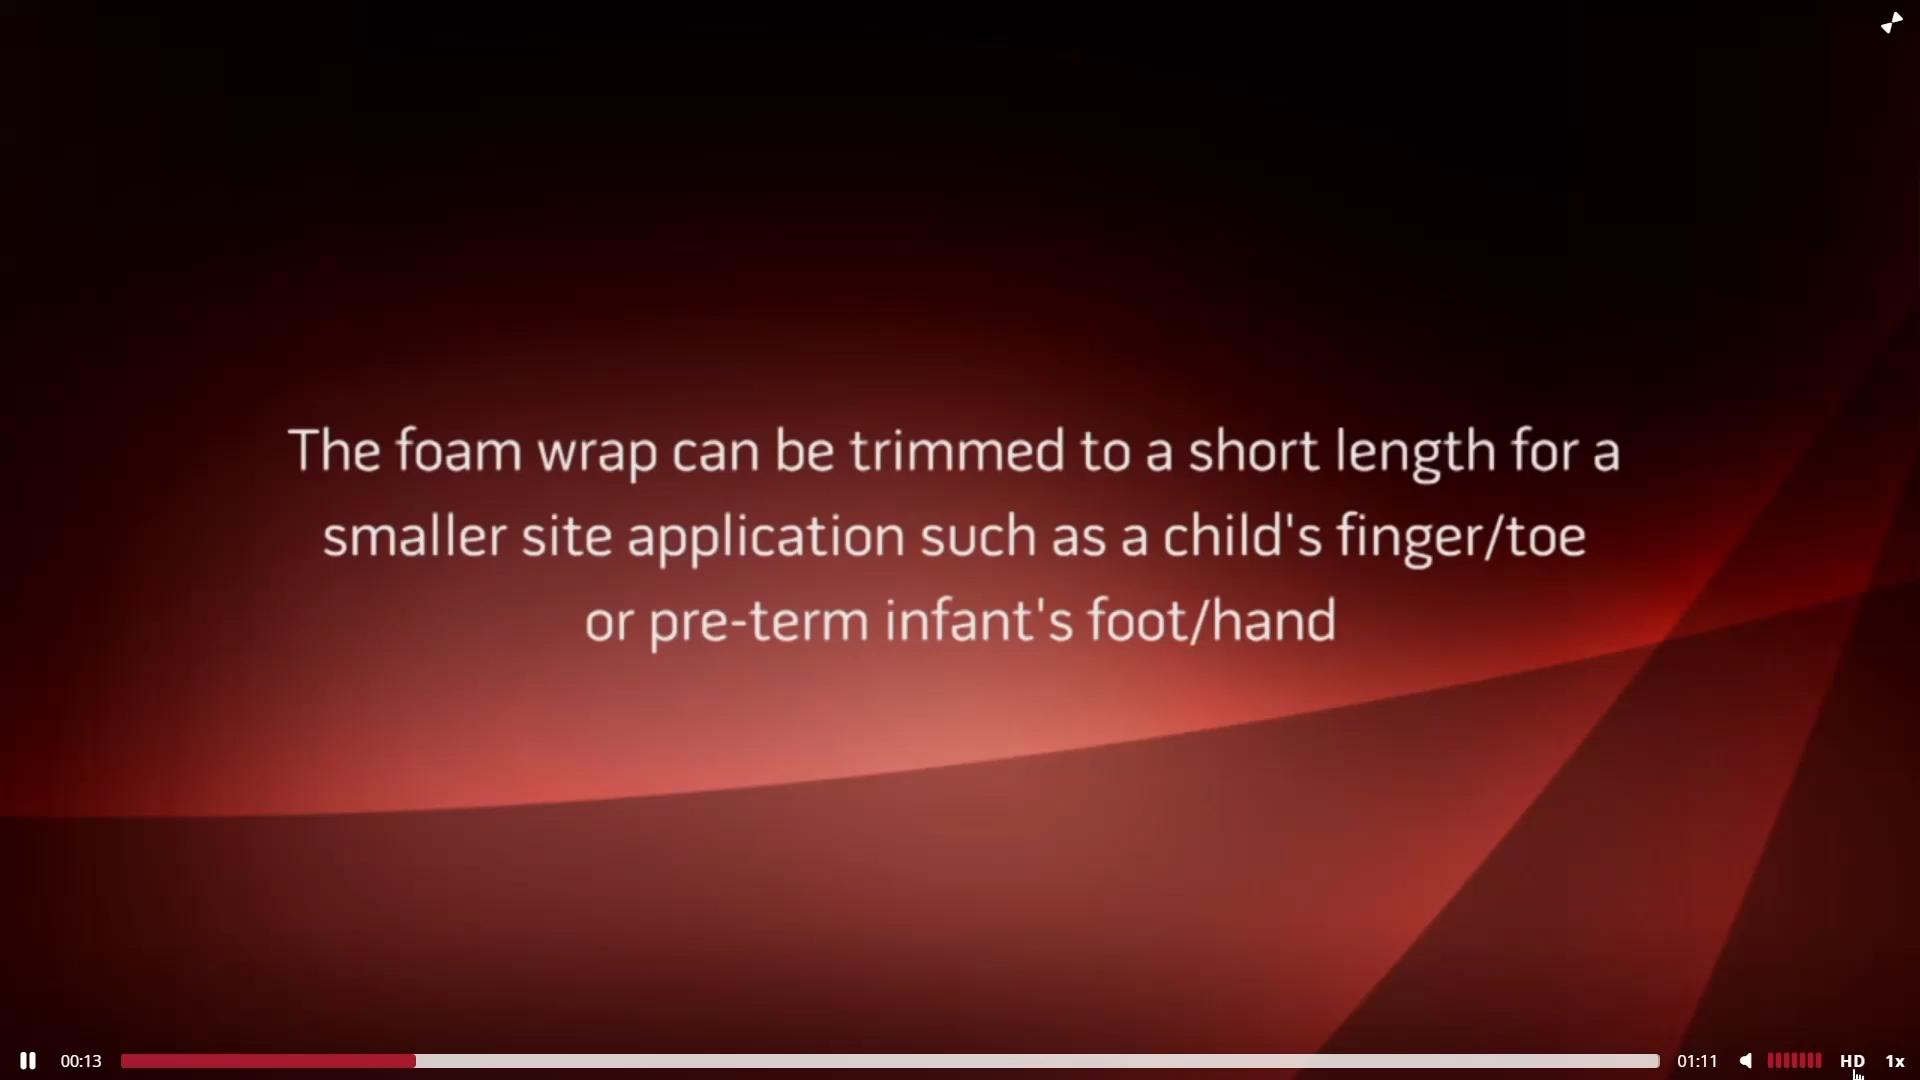 The foam wrap can be trimmed to a short length for a
smaller site application such as a child's finger/toe
or pre-term infant's foot/hand
00:13 01:11 HD 1x